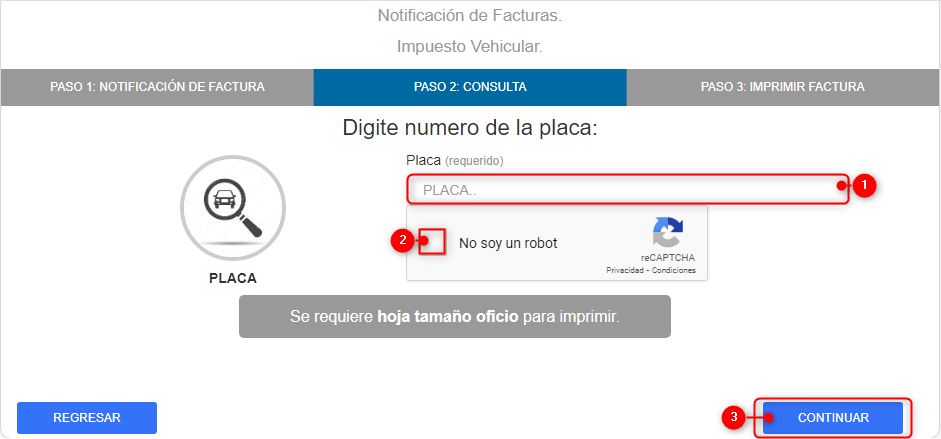 Notificación de Facturas.
Impuesto Vehicular.
PASO 1: NOTIFICACIÓN DE FACTURA
PASO 2: CONSULTA
PASO 3: IMPRIMIR FACTURA
Digite numero de la placa:
Placa (requerido)
PLACA..
1
2
No soy un robot
reCAPTCHA
Privacidad - Condiciones
PLACA
Se requiere hoja tamaño oficio para imprimir.
REGRESAR
3
CONTINUAR